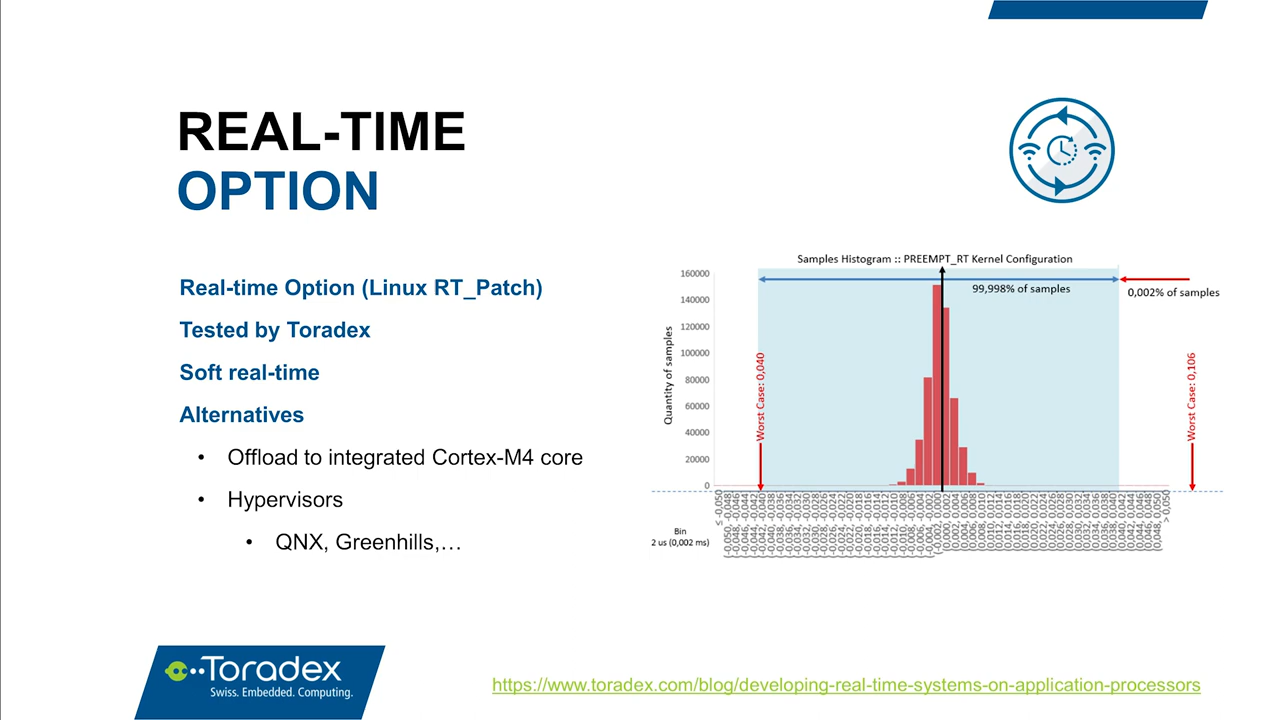 REAL-TIME
OPTION
Real-time Option (Linux RT_Patch)
Tested by Toradex
Soft real-time
Alternatives
• Offload to integrated Cortex-M4 core
• Hypervisors
• QNX, Greenhills,…
Samples Histogram :: PREEMPT_RT Kernel Configuration
99,998% of samples
0,002% of samples
Quantity of samples
160000
140000
120000
100000
80000
60000
40000
20000
0
Worst Case: 0,040
Worst Case: 0,106
Bin
2 us (0,002 ms)
≤ -0,050
> 0,050
Toradex
Swiss. Embedded. Computing.
https://www.toradex.com/blog/developing-real-time-systems-on-application-processors